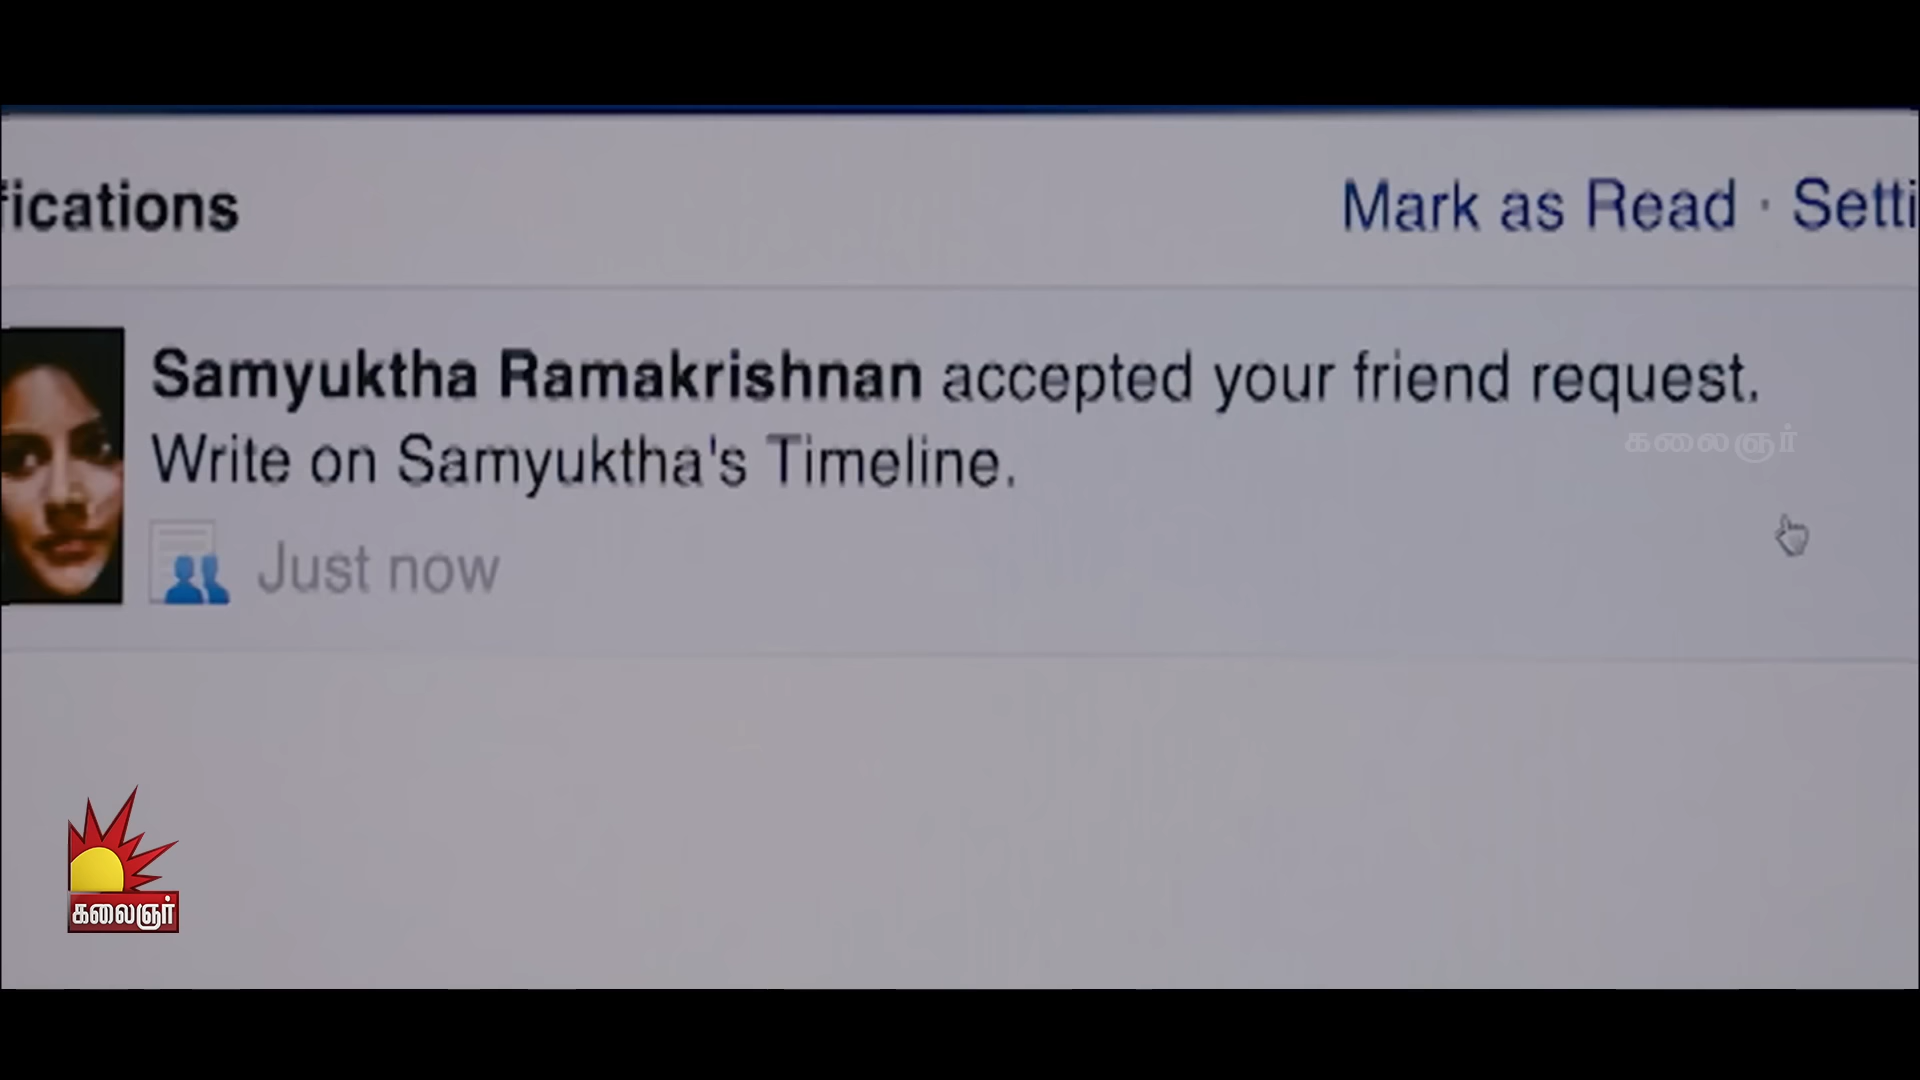 fications
Mark as Read · Setti
Samyuktha Ramakrishnan accepted your friend request.
Write on Samyuktha's Timeline.
Just now
கலைஞர்
கலைஞர்